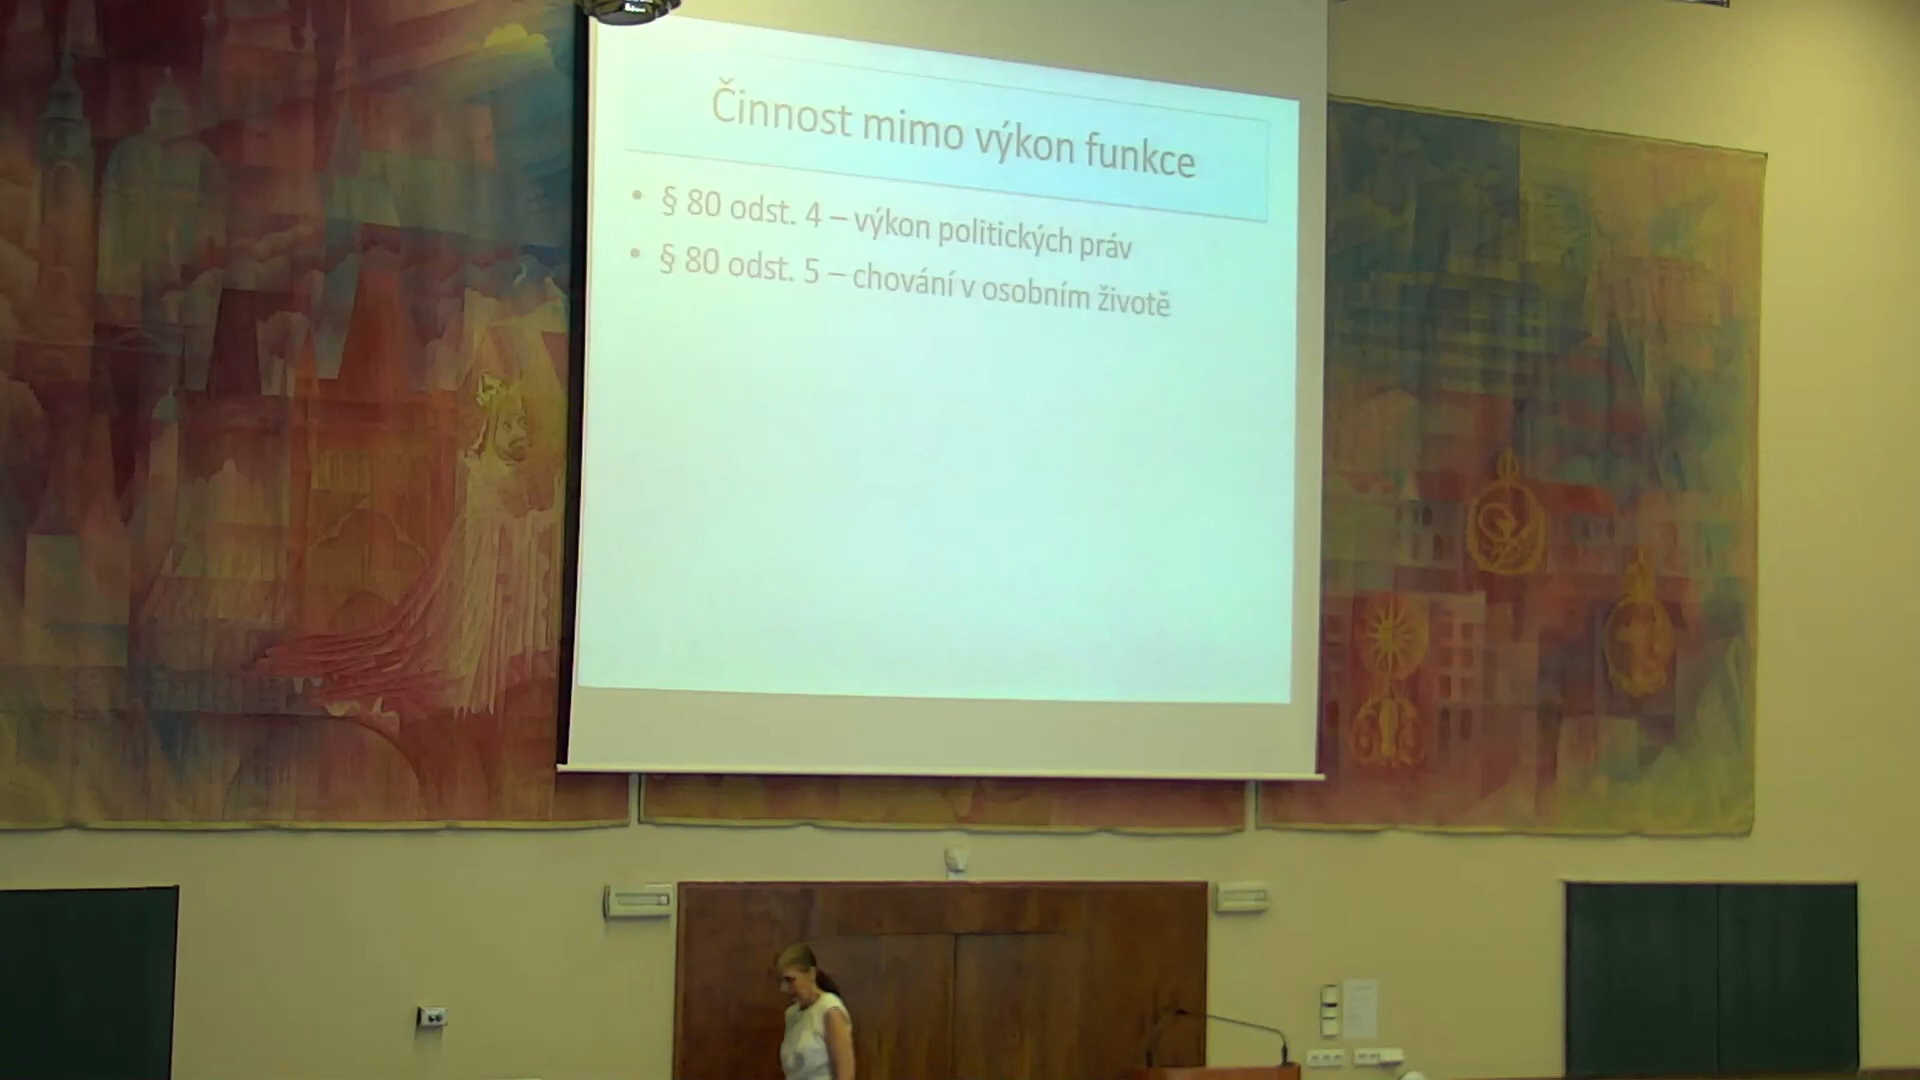 Činnost mimo výkon funkce
• § 80 odst. 4 – výkon politických práv
• § 80 odst. 5 – chování v osobním životě